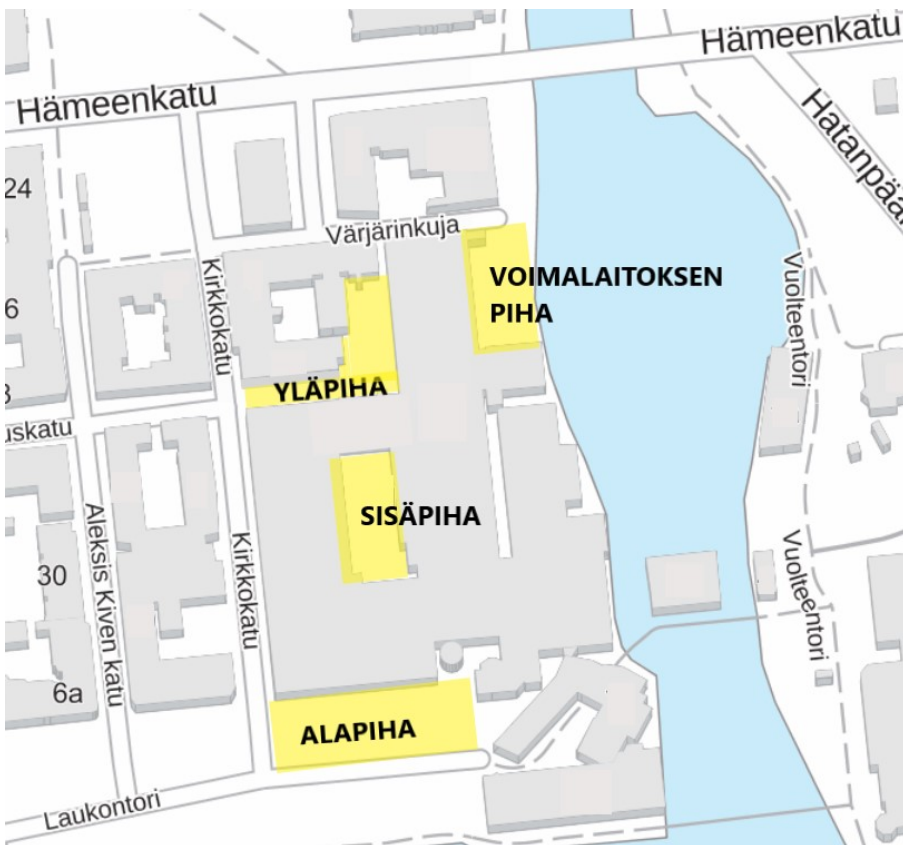 Hämeenkatu
Hämeenkatu
Hatanpää
24
Värjärinkuja
Kirkkokatu
VOIMALAITOKSEN
PIHA
Vuolteentori
6
YLÄPIHA
8
uskatu
SISÄPIHA
Aleksis Kiven katu
Kirkkokatu
Vuolteentori
30
6a
ALAPIHA
Laukontori